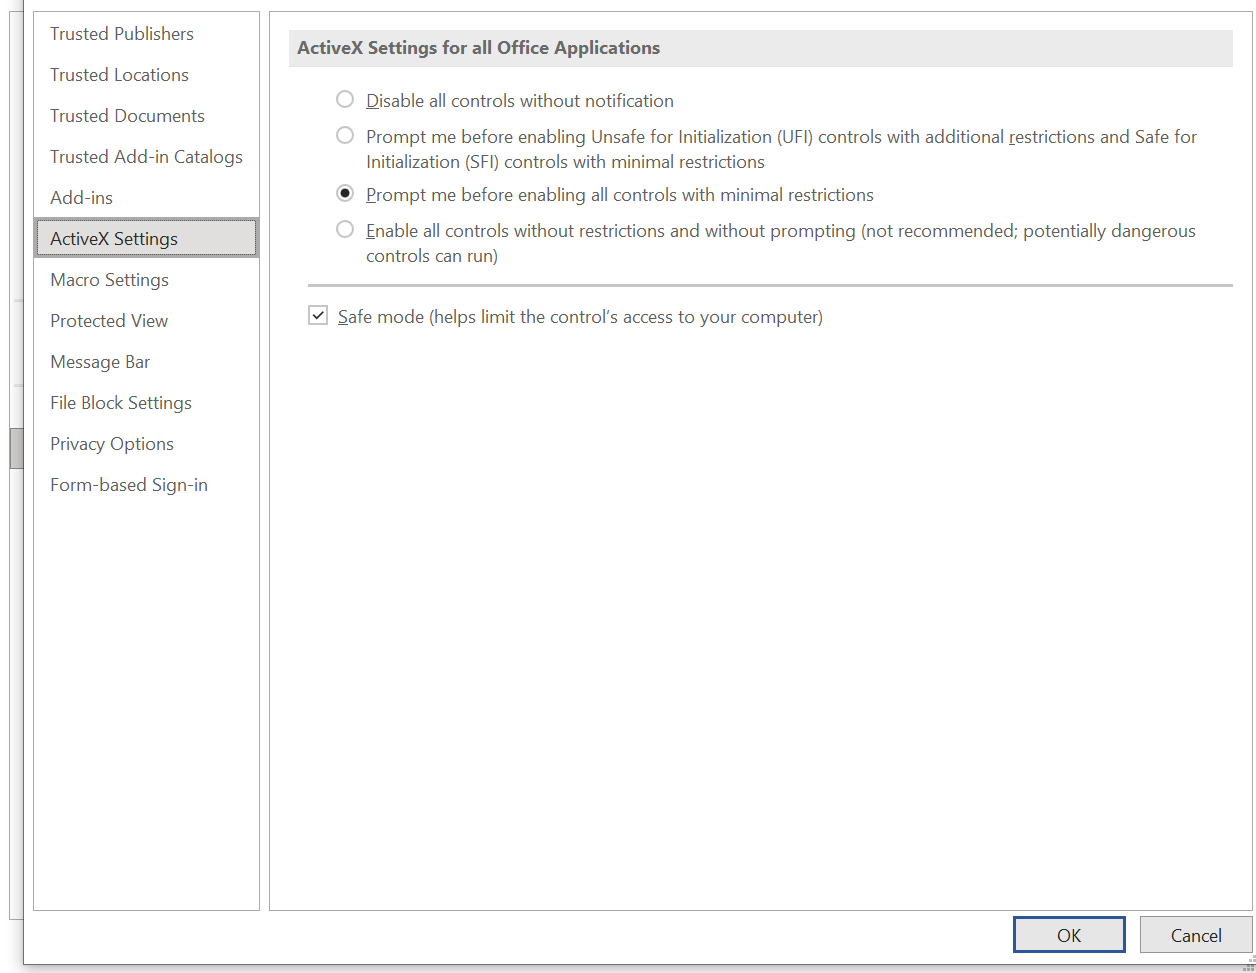 Trusted Publishers
Trusted Locations
Trusted Documents
Trusted Add-in Catalogs
Add-ins
ActiveX Settings
Macro Settings
Protected View
Message Bar
File Block Settings
Privacy Options
Form-based Sign-in
ActiveX Settings for all Office Applications
Disable all controls without notification
Prompt me before enabling Unsafe for Initialization (UFI) controls with additional restrictions and Safe for
Initialization (SFI) controls with minimal restrictions
Prompt me before enabling all controls with minimal restrictions
Enable all controls without restrictions and without prompting (not recommended; potentially dangerous
controls can run)
Safe mode (helps limit the control's access to your computer)
OK
Cancel